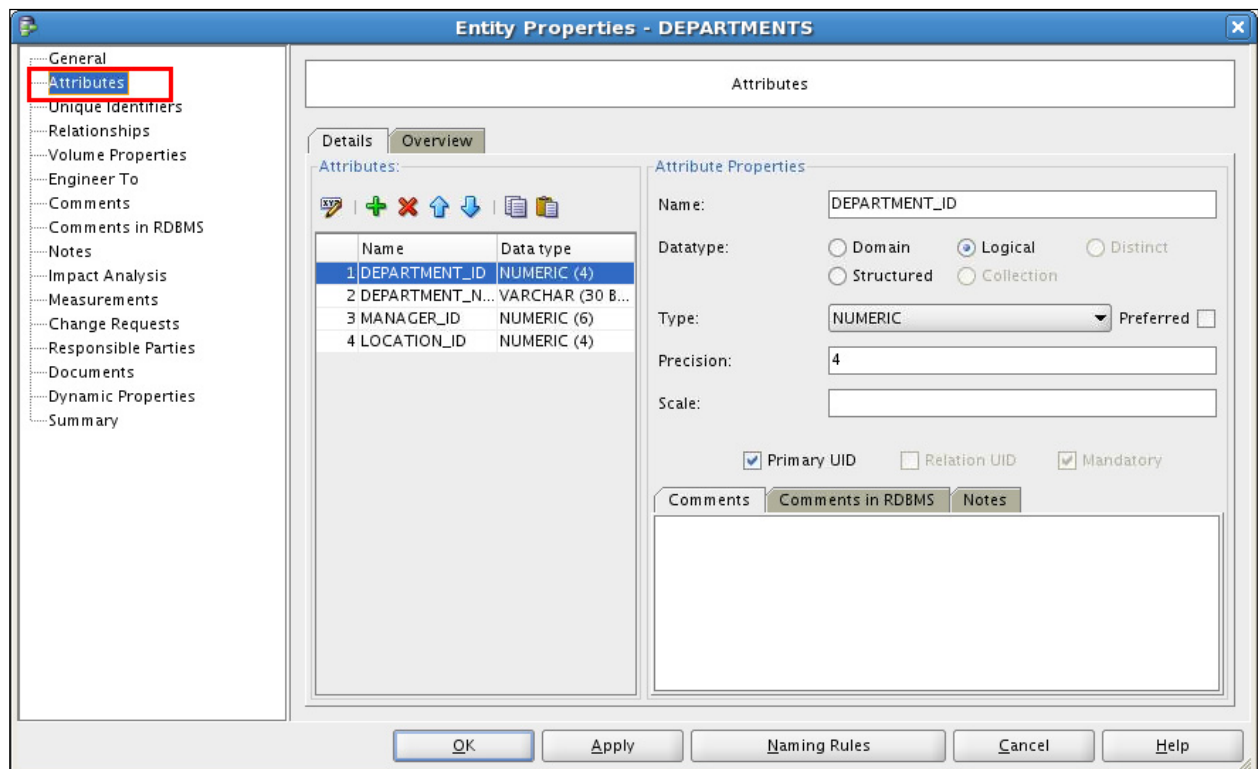 Entity Properties - DEPARTMENTS
General
Attributes
Unique Identifiers
Relationships
Volume Properties
Engineer To
Comments
Comments in RDBMS
Notes
Impact Analysis
Measurements
Change Requests
Responsible Parties
Documents
Dynamic Properties
Summary
Attributes
Details Overview
Attributes:
Name Data type
1 DEPARTMENT_ID NUMERIC (4)
2 DEPARTMENT_N... VARCHAR (30 B...
3 MANAGER_ID NUMERIC (6)
4 LOCATION_ID NUMERIC (4)
Attribute Properties
Name: DEPARTMENT_ID
Datatype: Domain Logical Distinct
Structured Collection
Type: NUMERIC Preferred
Precision: 4
Scale:
Primary UID Relation UID Mandatory
Comments Comments in RDBMS Notes
OK Apply Naming Rules Cancel Help